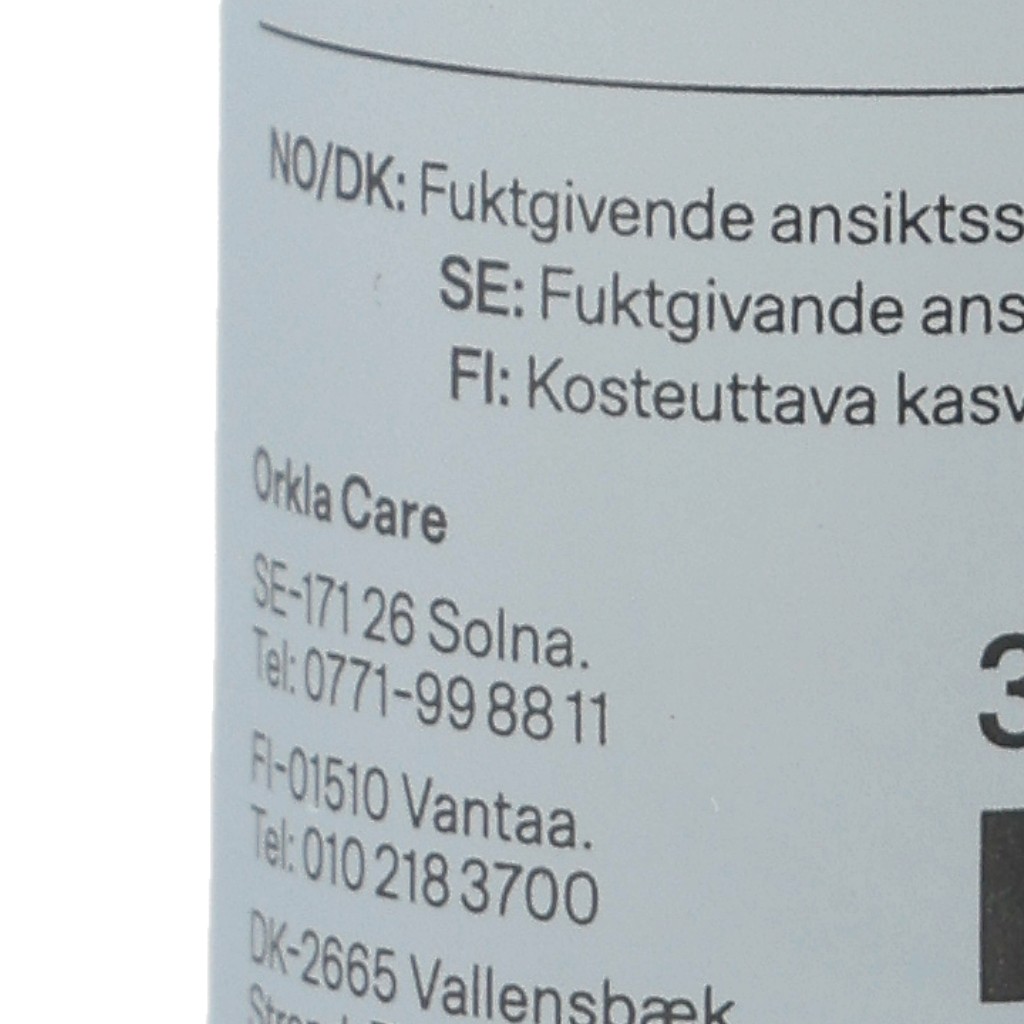 NO/DK: Fuktgivende ansiktss
SE: Fuktgivande ans
FI: Kosteuttava kasv
Orkla Care
SE-171 26 Solna.
Tel: 0771-99 88 11
3
FI-01510 Vantaa.
Tel: 010 218 3700
DK-2665 Vallensbæk